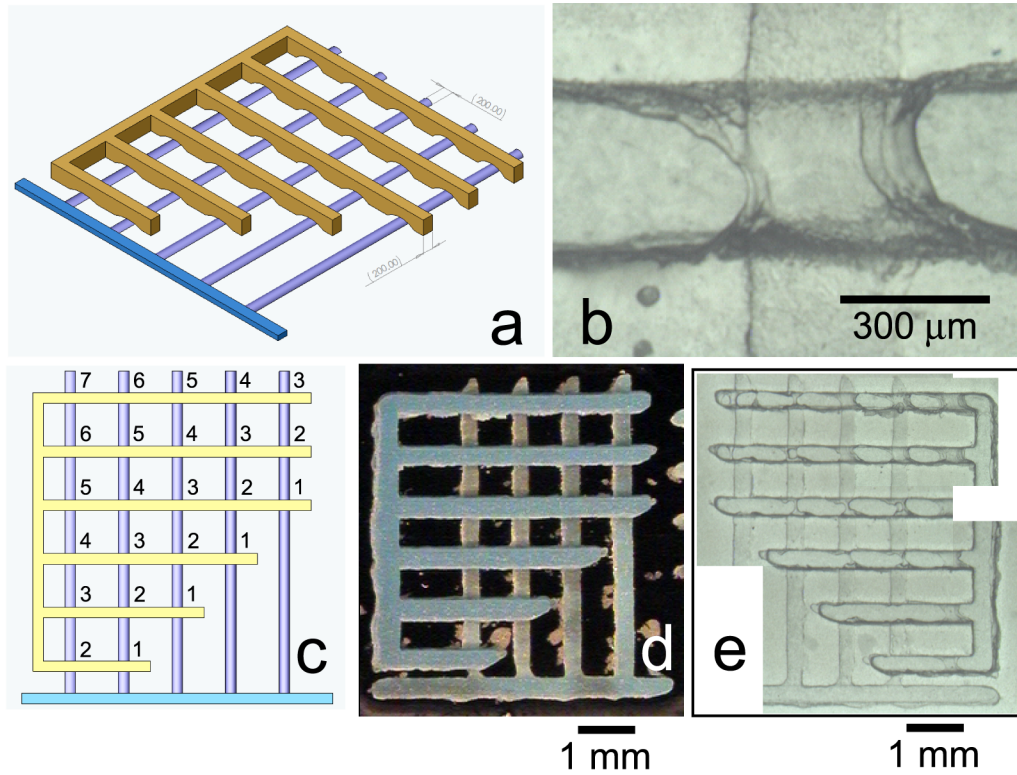 (200.00)
(200.00)
a
300 μm
b
7 6 5 4 3
6 5 4 3 2
5 4 3 2 1
4 3 2 1
3 2 1
2 1
c
d
1 mm
e
1 mm